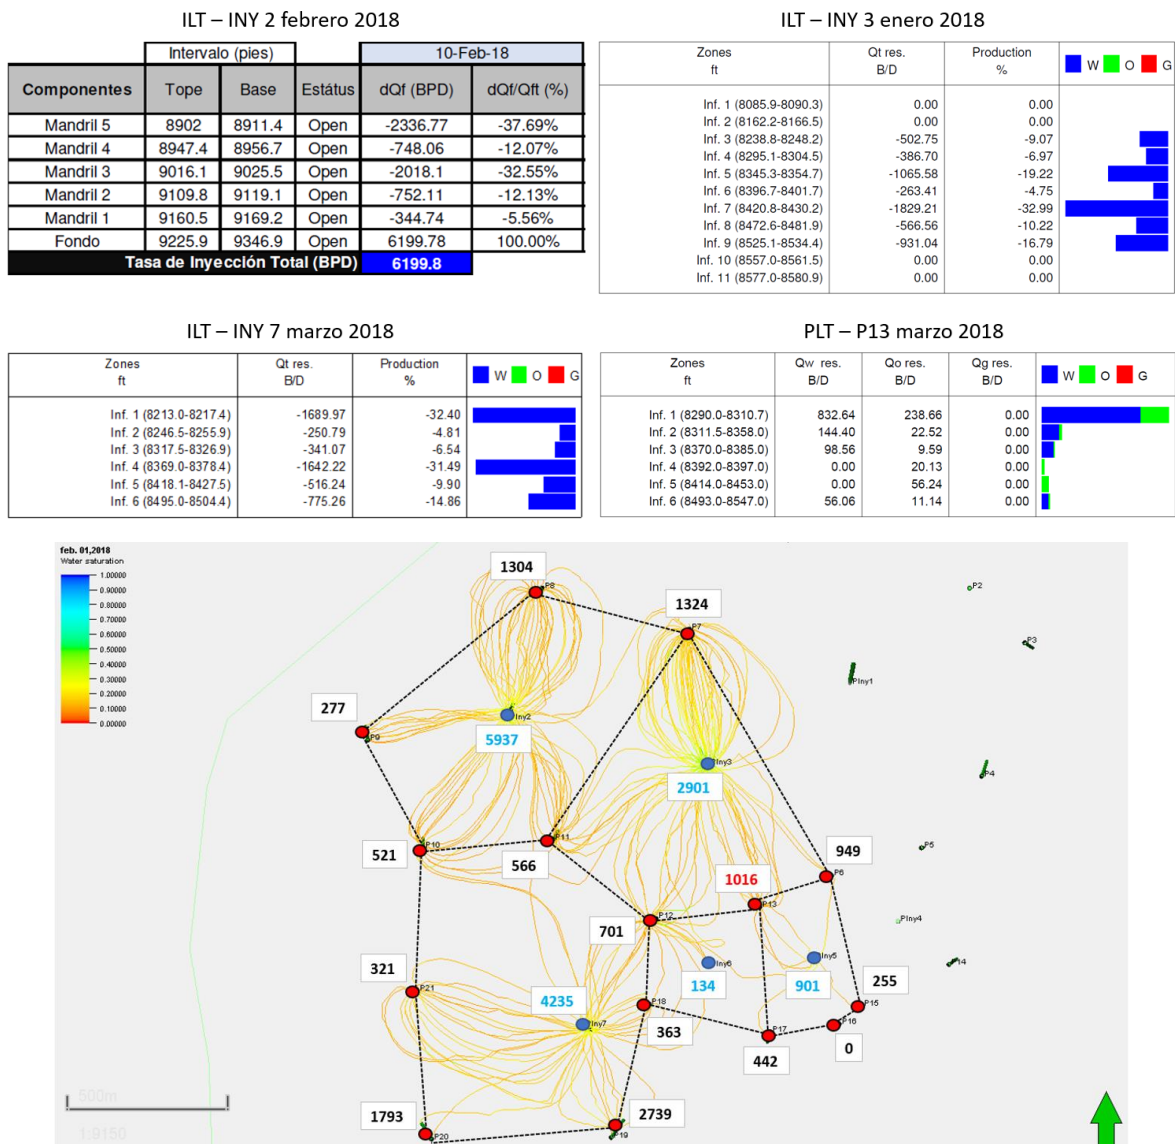 ILT – INY 2 febrero 2018
Intervalo (pies) 10-Feb-18
Componentes Tope Base Estátus dQf (BPD) dQf/Qft (%)
Mandril 5 8902 8911.4 Open -2336.77 -37.69%
Mandril 4 8947.4 8956.7 Open -748.06 -12.07%
Mandril 3 9016.1 9025.5 Open -2018.1 -32.55%
Mandril 2 9109.8 9119.1 Open -752.11 -12.13%
Mandril 1 9160.5 9169.2 Open -344.74 -5.56%
Fondo 9225.9 9346.9 Open 6199.78 100.00%
Tasa de Inyección Total (BPD) 6199.8
ILT – INY 3 enero 2018
Zones Qt res. Production
ft B/D % W O G
Inf. 1 (8085.9-8090.3) 0.00 0.00
Inf. 2 (8162.2-8166.5) 0.00 0.00
Inf. 3 (8238.8-8248.2) -502.75 -9.07
Inf. 4 (8295.1-8304.5) -386.70 -6.97
Inf. 5 (8345.3-8354.7) -1065.58 -19.22
Inf. 6 (8396.7-8401.7) -263.41 -4.75
Inf. 7 (8420.8-8430.2) -1829.21 -32.99
Inf. 8 (8472.6-8481.9) -566.56 -10.22
Inf. 9 (8525.1-8534.4) -931.04 -16.79
Inf. 10 (8557.0-8561.5) 0.00 0.00
Inf. 11 (8577.0-8580.9) 0.00 0.00
ILT – INY 7 marzo 2018
Zones Qt res. Production
ft B/D % W O G
Inf. 1 (8213.0-8217.4) -1689.97 -32.40
Inf. 2 (8246.5-8255.9) -250.79 -4.81
Inf. 3 (8317.5-8326.9) -341.07 -6.54
Inf. 4 (8369.0-8378.4) -1642.22 -31.49
Inf. 5 (8418.1-8427.5) -516.24 -9.90
Inf. 6 (8495.0-8504.4) -775.26 -14.86
PLT – P13 marzo 2018
Zones Qw res. Qo res. Qg res.
ft B/D B/D B/D W O G
Inf. 1 (8290.0-8310.7) 832.64 238.66 0.00
Inf. 2 (8311.5-8358.0) 144.40 22.52 0.00
Inf. 3 (8370.0-8385.0) 98.56 9.59 0.00
Inf. 4 (8392.0-8397.0) 0.00 20.13 0.00
Inf. 5 (8414.0-8453.0) 0.00 56.24 0.00
Inf. 6 (8493.0-8547.0) 56.06 11.14 0.00
feb. 01,2018
Water saturation
1.00000
0.90000
0.80000
0.70000
0.60000
0.50000
0.40000
0.30000
0.20000
0.10000
0.00000
1304
P8
P2
1324
P7
P3
PIny1
277
P9
Iny2
5937
Iny3
2901
P4
P11
P10
521
566
949
P5
P6
1016
P13
P12
701
PIny4
Iny6
134
Iny5
901
P14
321
P21
4235
Iny7
P18
363
255
P15
P16
0
P17
442
500m
1:9150
1793
P20
2739
P19